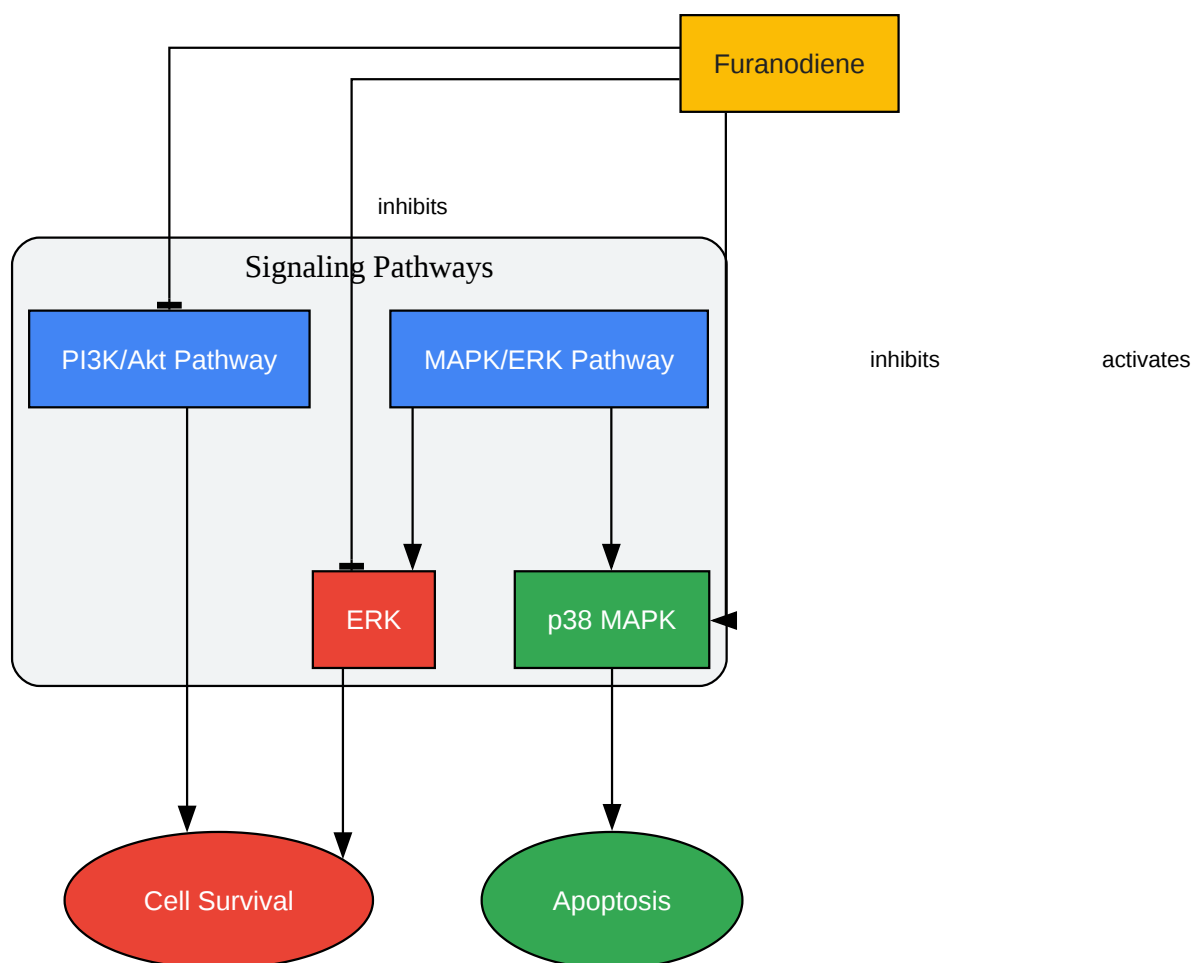 Furanodiene
inhibits
Signaling Pathways
PI3K/Akt Pathway
MAPK/ERK Pathway
inhibits
activates
ERK
p38 MAPK
Cell Survival
Apoptosis